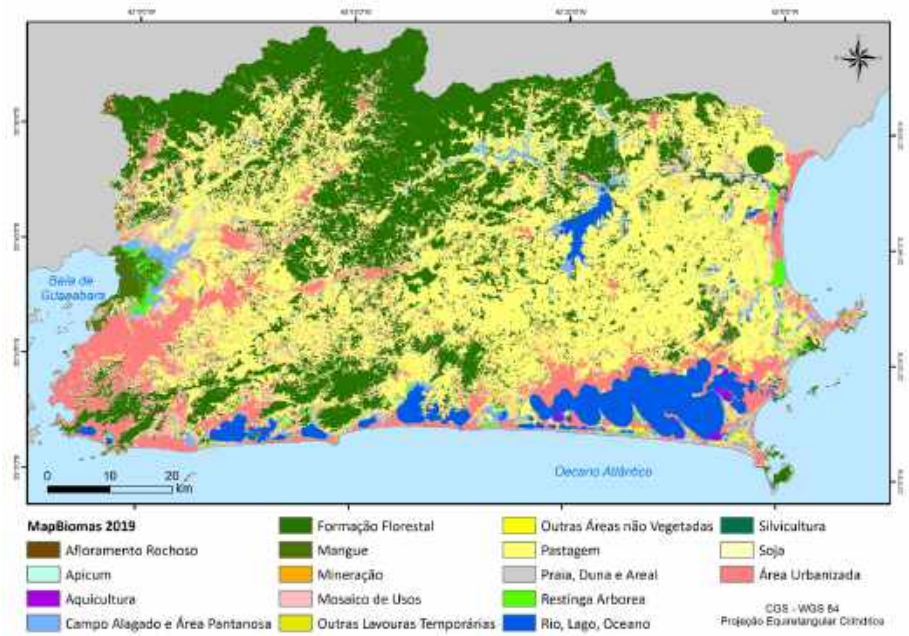 Baía de
Guanabara
Oceano Atlântico
0 10 20
km
MapBiomas 2019
Afloramento Rochoso
Apicum
Aquicultura
Campo Alagado e Área Pantanosa
Formação Florestal
Mangue
Mineração
Mosaico de Usos
Outras Lavouras Temporárias
Outras Áreas não Vegetadas
Pastagem
Praia, Duna e Areal
Restinga Arborea
Rio, Lago, Oceano
Silvicultura
Soja
Área Urbanizada
CGS - WGS 84
Projeção Equiretangular Cilíndrica